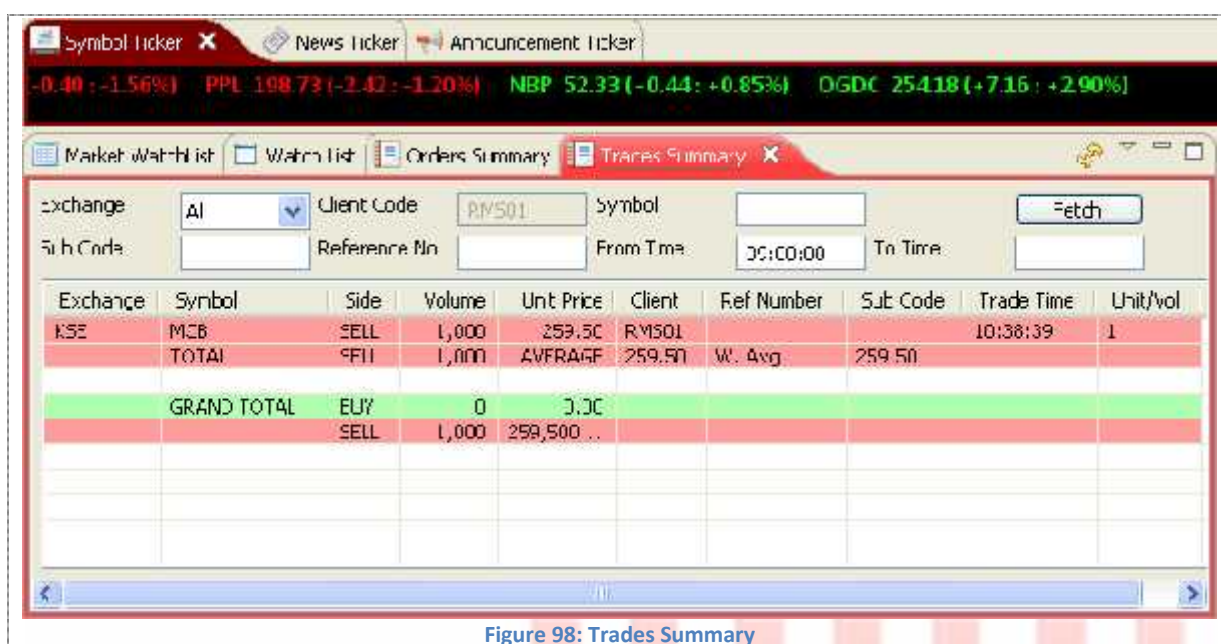 Symbol Ticker News Ticker Announcement Ticker
-0.40 : -1.56%) PPL 198.73 (-2.42 : -1.20%) NBP 52.33 (-0.44 : +0.85%) OGDC 254.18 (+7.16 : +2.90%)
Market WatchList Watch List Orders Summary Trades Summary
Exchange All Client Code RMS01 Symbol Fetch
Sub Code Reference No From Time 09:00:00 To Time
Exchange Symbol Side Volume Unit Price Client Ref Number Sub Code Trade Time Unit/Vol
KSE MCB SELL 1,000 259.50 RMS01 10:38:39 1
TOTAL SELL 1,000 AVERAGE 259.50 W. Avg 259.50
GRAND TOTAL BUY 0 0.00
SELL 1,000 259,500 ..
Figure 98: Trades Summary